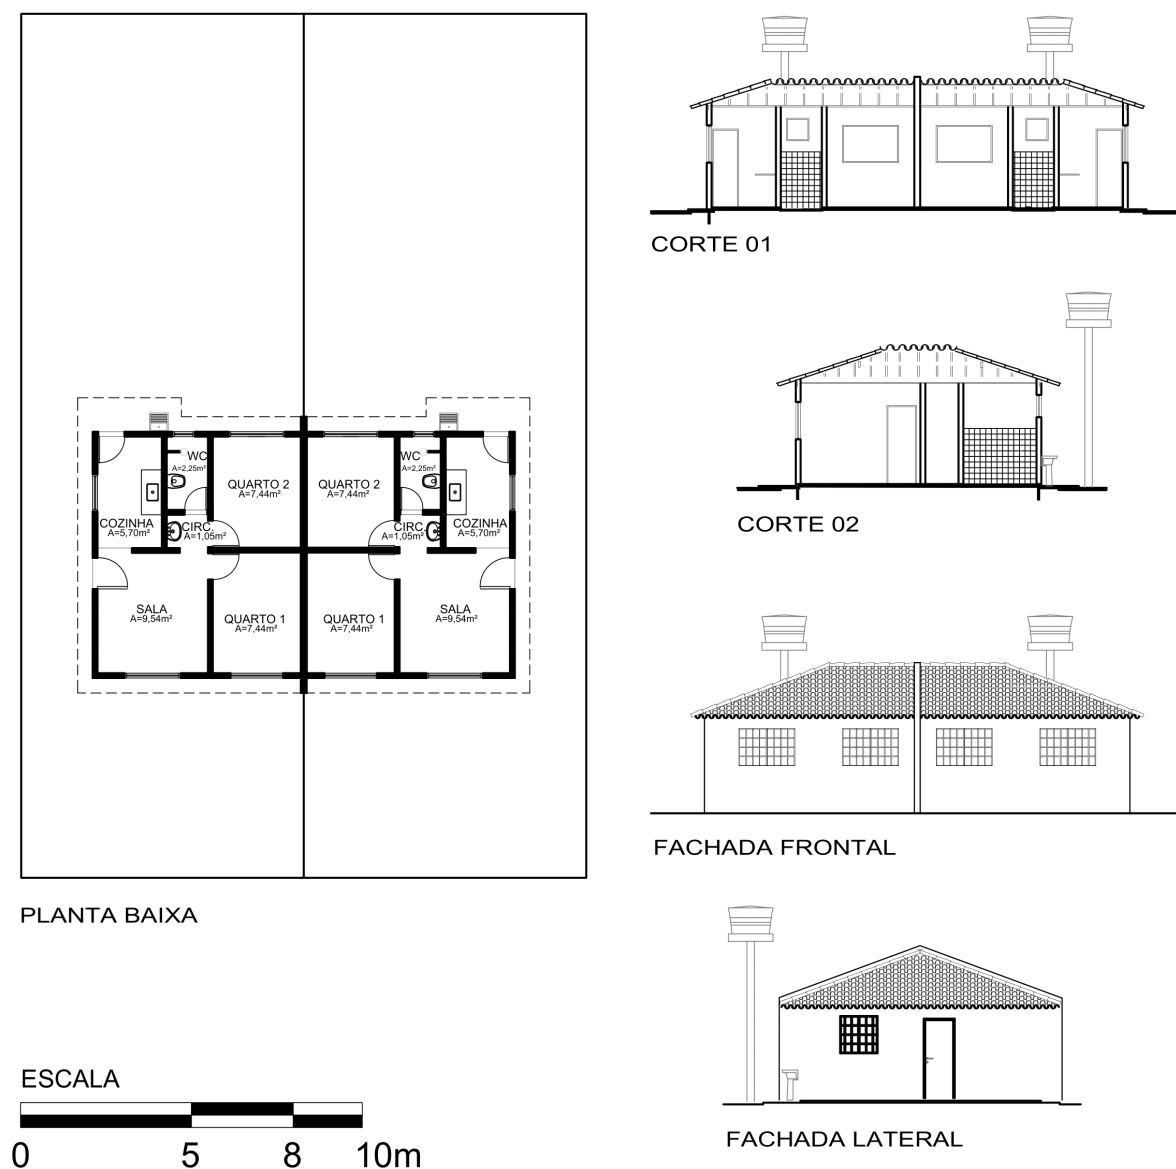 CORTE 01
CORTE 02
WC
A=2,25m²
QUARTO 2
A=7,44m²
QUARTO 2
A=7,44m²
WC
A=2,25m²
COZINHA
A=5,70m²
CIRC.
A=1,05m²
CIRC.
A=1,05m²
COZINHA
A=5,70m²
SALA
A=9,54m²
QUARTO 1
A=7,44m²
QUARTO 1
A=7,44m²
SALA
A=9,54m²
FACHADA FRONTAL
PLANTA BAIXA
FACHADA LATERAL
ESCALA
0 5 8 10m